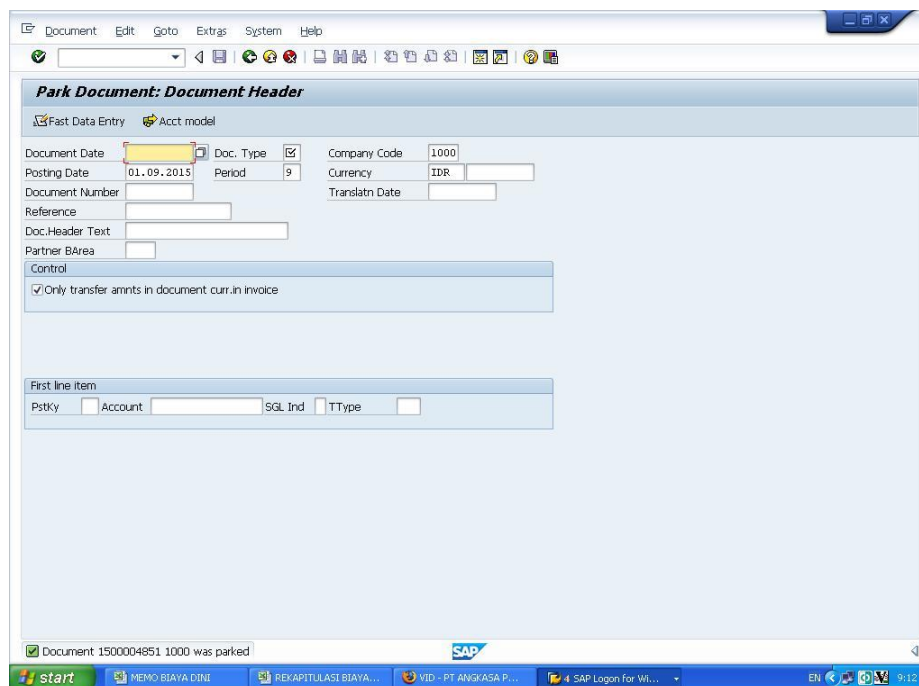 Document Edit Goto Extras System Help
Park Document: Document Header
Fast Data Entry Acct model
Document Date Doc. Type Company Code 1000
Posting Date 01.09.2015 Period 9 Currency IDR
Document Number Translatn Date
Reference
Doc.Header Text
Partner BArea
Control
Only transfer amnts in document curr.in invoice
First line item
PstKy Account SGL Ind TType
Document 1500004851 1000 was parked
SAP
start MEMO BIAYA DINI REKAPITULASI BIAYA... VID - PT ANGKASA P... 4 SAP Logon for Wi... EN 9:12